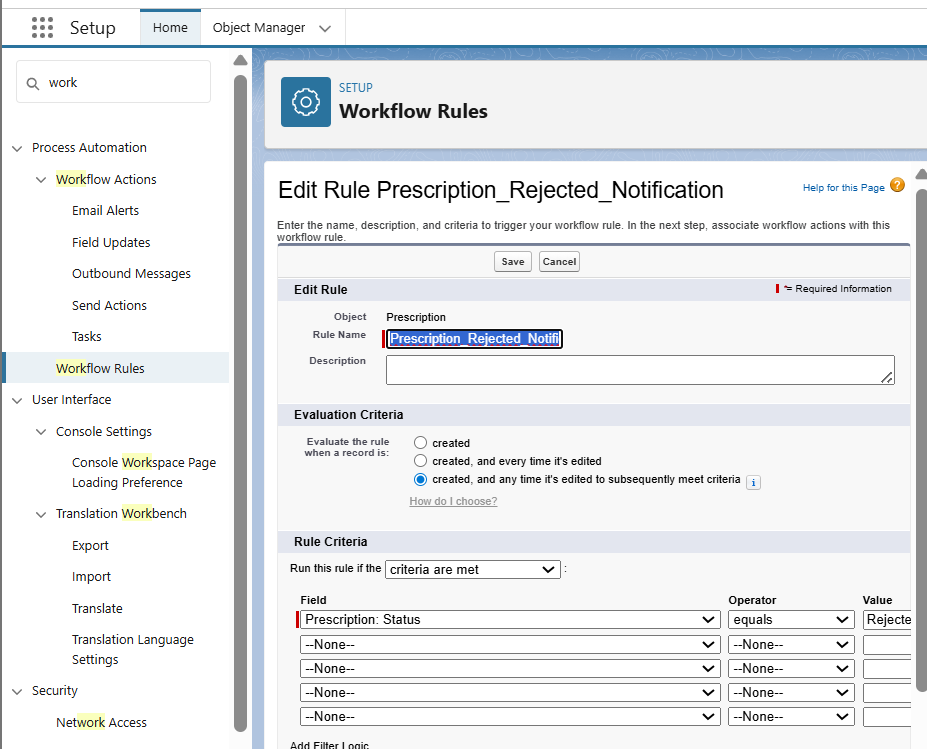 Setup
Home
Object Manager
work
Process Automation
Workflow Actions
Email Alerts
Field Updates
Outbound Messages
Send Actions
Tasks
Workflow Rules
User Interface
Console Settings
Console Workspace Page
Loading Preference
Translation Workbench
Export
Import
Translate
Translation Language
Settings
Security
Network Access
SETUP
Workflow Rules
Edit Rule Prescription_Rejected_Notification
Help for this Page ?
Enter the name, description, and criteria to trigger your workflow rule. In the next step, associate workflow actions with this
workflow rule.
Save Cancel
Edit Rule
= Required Information
Object Prescription
Rule Name Prescription_Rejected_Notifi
Description
Evaluation Criteria
Evaluate the rule
when a record is:
created
created, and every time it's edited
created, and any time it's edited to subsequently meet criteria i
How do I choose?
Rule Criteria
Run this rule if the criteria are met :
Field Operator Value
Prescription: Status equals Rejecte
--None-- --None--
--None-- --None--
--None-- --None--
--None-- --None--
Add Filter Logic